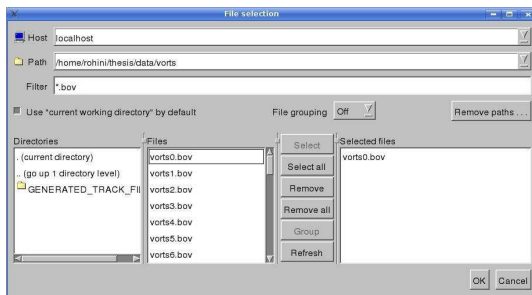 File selection
Host localhost
Path /home/rohini/thesis/data/vorts
Filter *.bov
Use "current working directory" by default
File grouping Off
Remove paths ...
Directories
. (current directory)
.. (go up 1 directory level)
GENERATED_TRACK_FI
Files
vorts0.bov
vorts1.bov
vorts2.bov
vorts3.bov
vorts4.bov
vorts5.bov
vorts6.bov
Select
Select all
Remove
Remove all
Group
Refresh
Selected files
vorts0.bov
OK
Cancel